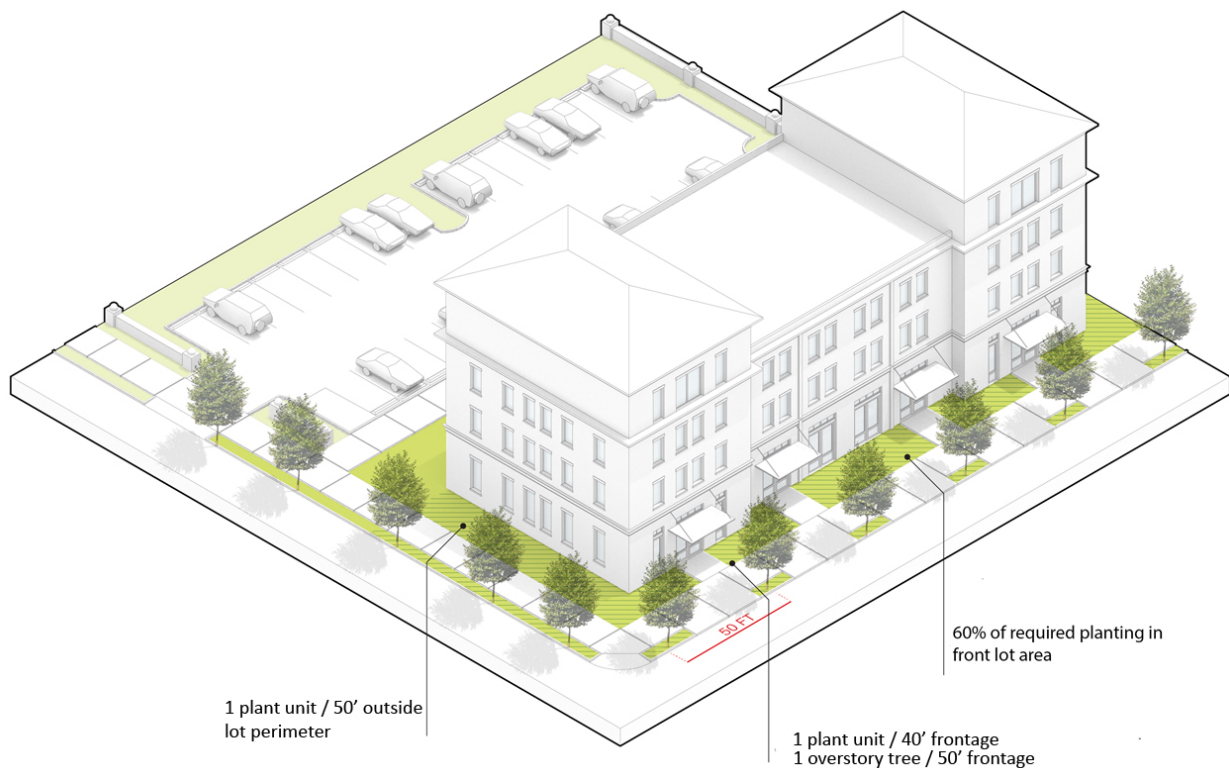 50 FT
60% of required planting in
front lot area
1 plant unit / 50’ outside
lot perimeter
1 plant unit / 40’ frontage
1 overstory tree / 50’ frontage